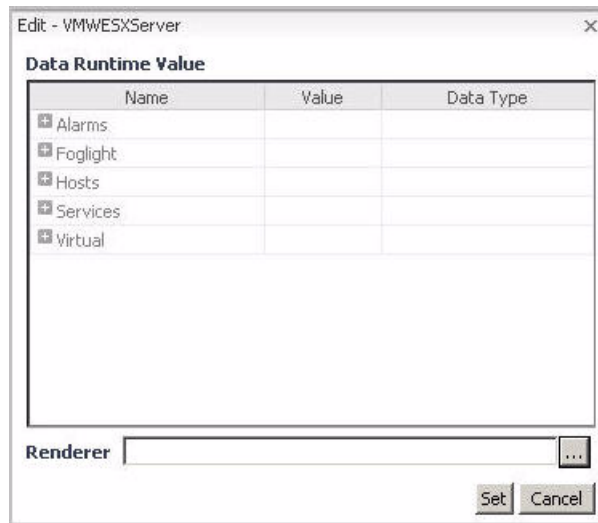 Edit - VMWESXServer
Data Runtime Value
Name Value Data Type
Alarms
Foglight
Hosts
Services
Virtual
Renderer ...
Set Cancel